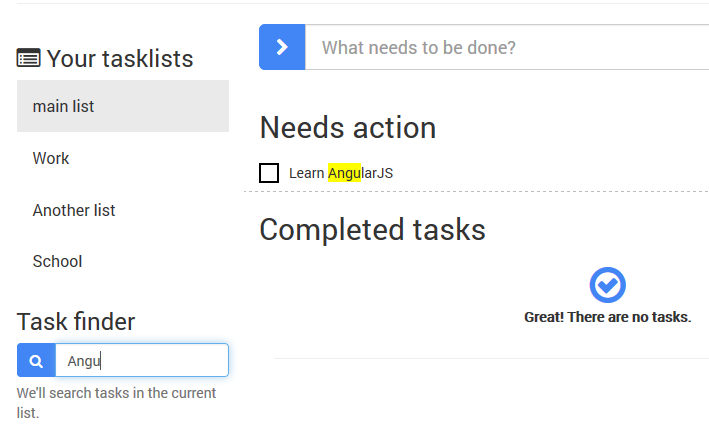 Your tasklists
main list
Work
Another list
School
Task finder
Angu
We'll search tasks in the current
list.
What needs to be done?
Needs action
Learn AngularJS
Completed tasks
Great! There are no tasks.